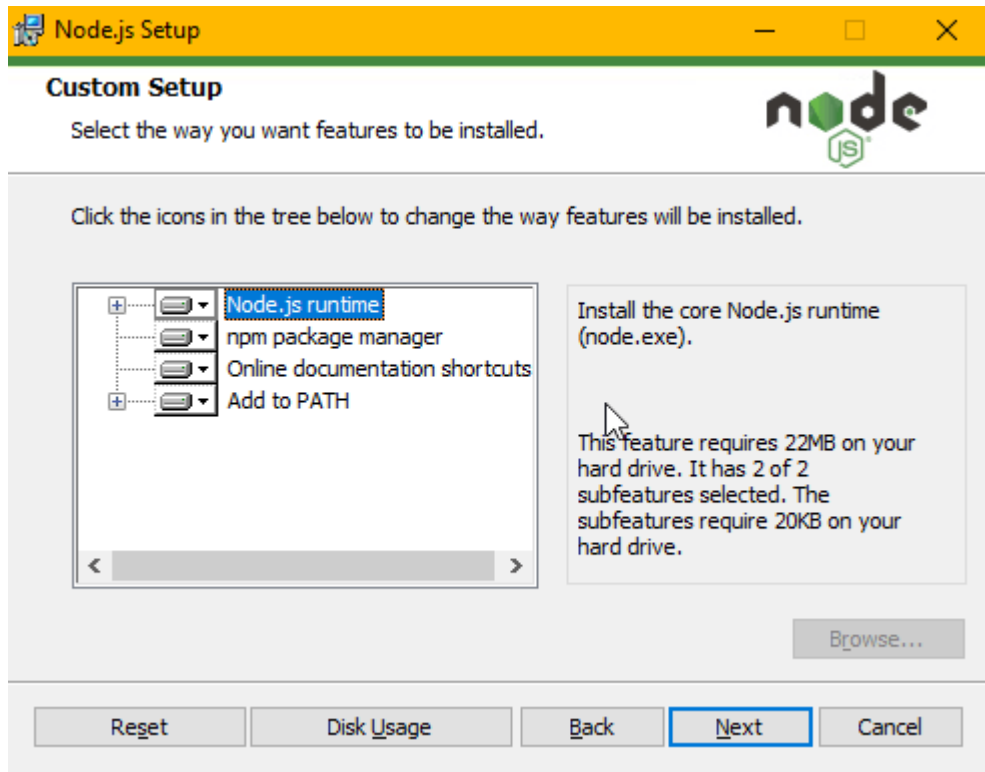 Node.js Setup
Custom Setup
Select the way you want features to be installed.
node
JS
Click the icons in the tree below to change the way features will be installed.
Node.js runtime
npm package manager
Online documentation shortcuts
Add to PATH
Install the core Node.js runtime
(node.exe).
This feature requires 22MB on your
hard drive. It has 2 of 2
subfeatures selected. The
subfeatures require 20KB on your
hard drive.
Browse...
Reset
Disk Usage
Back
Next
Cancel